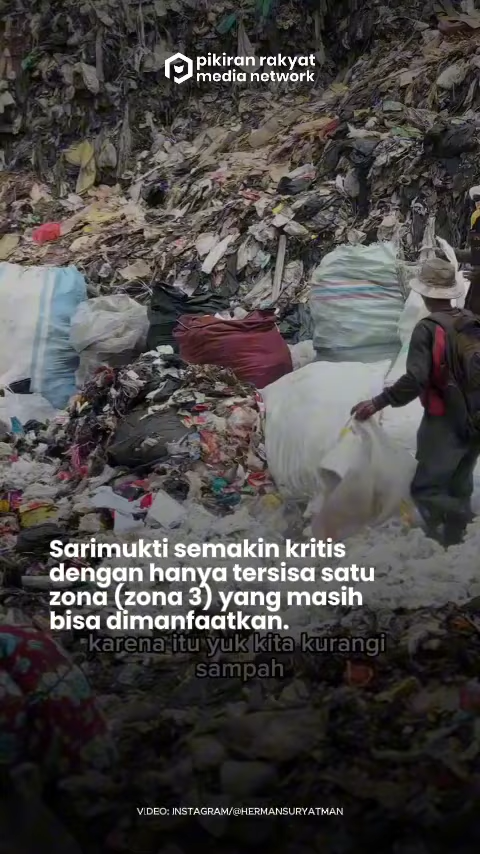 pikiran rakyat
media network
Sarimukti semakin kritis
dengan hanya tersisa satu
zona (zona 3) yang masih
bisa dimanfaatkan.
karena itu yuk kita kurangi
sampah
VIDEO: INSTAGRAM/@HERMANSURYATMAN